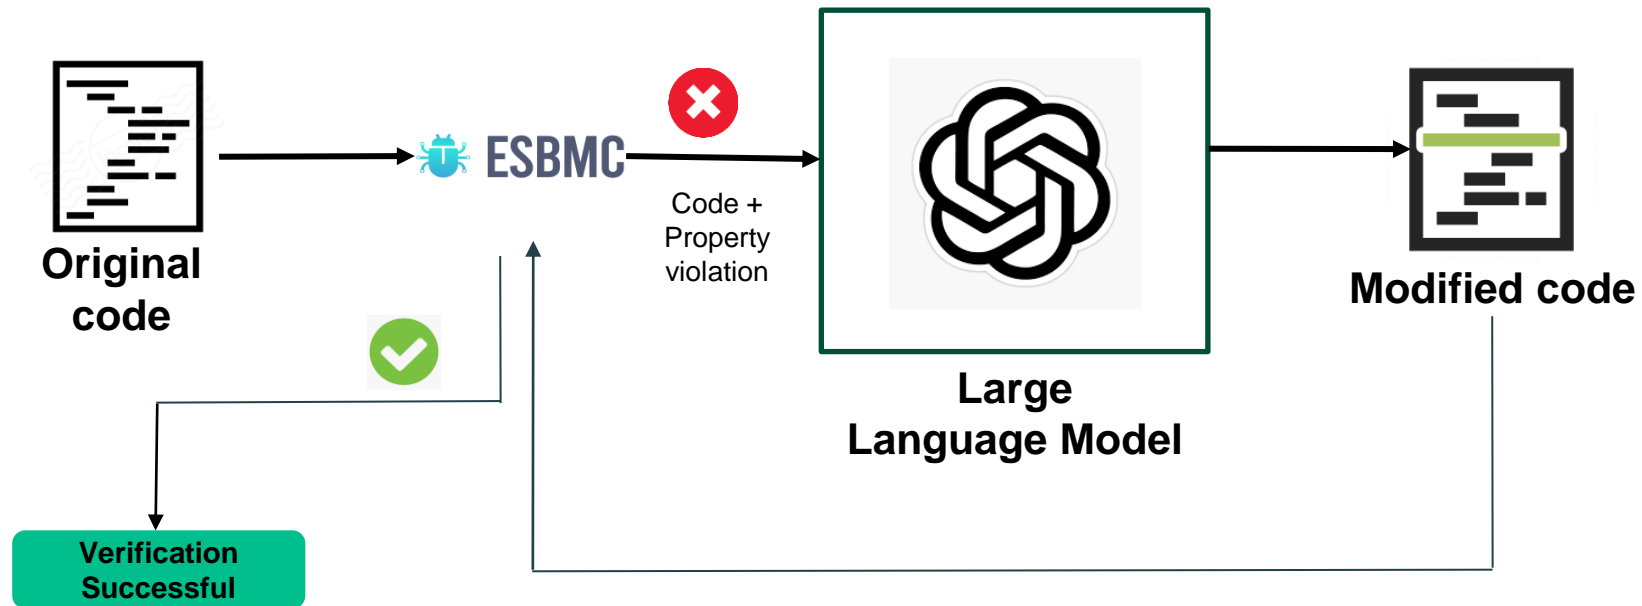 Original
code
ESBMC
Code +
Property
violation
Large
Language Model
Modified code
Verification
Successful